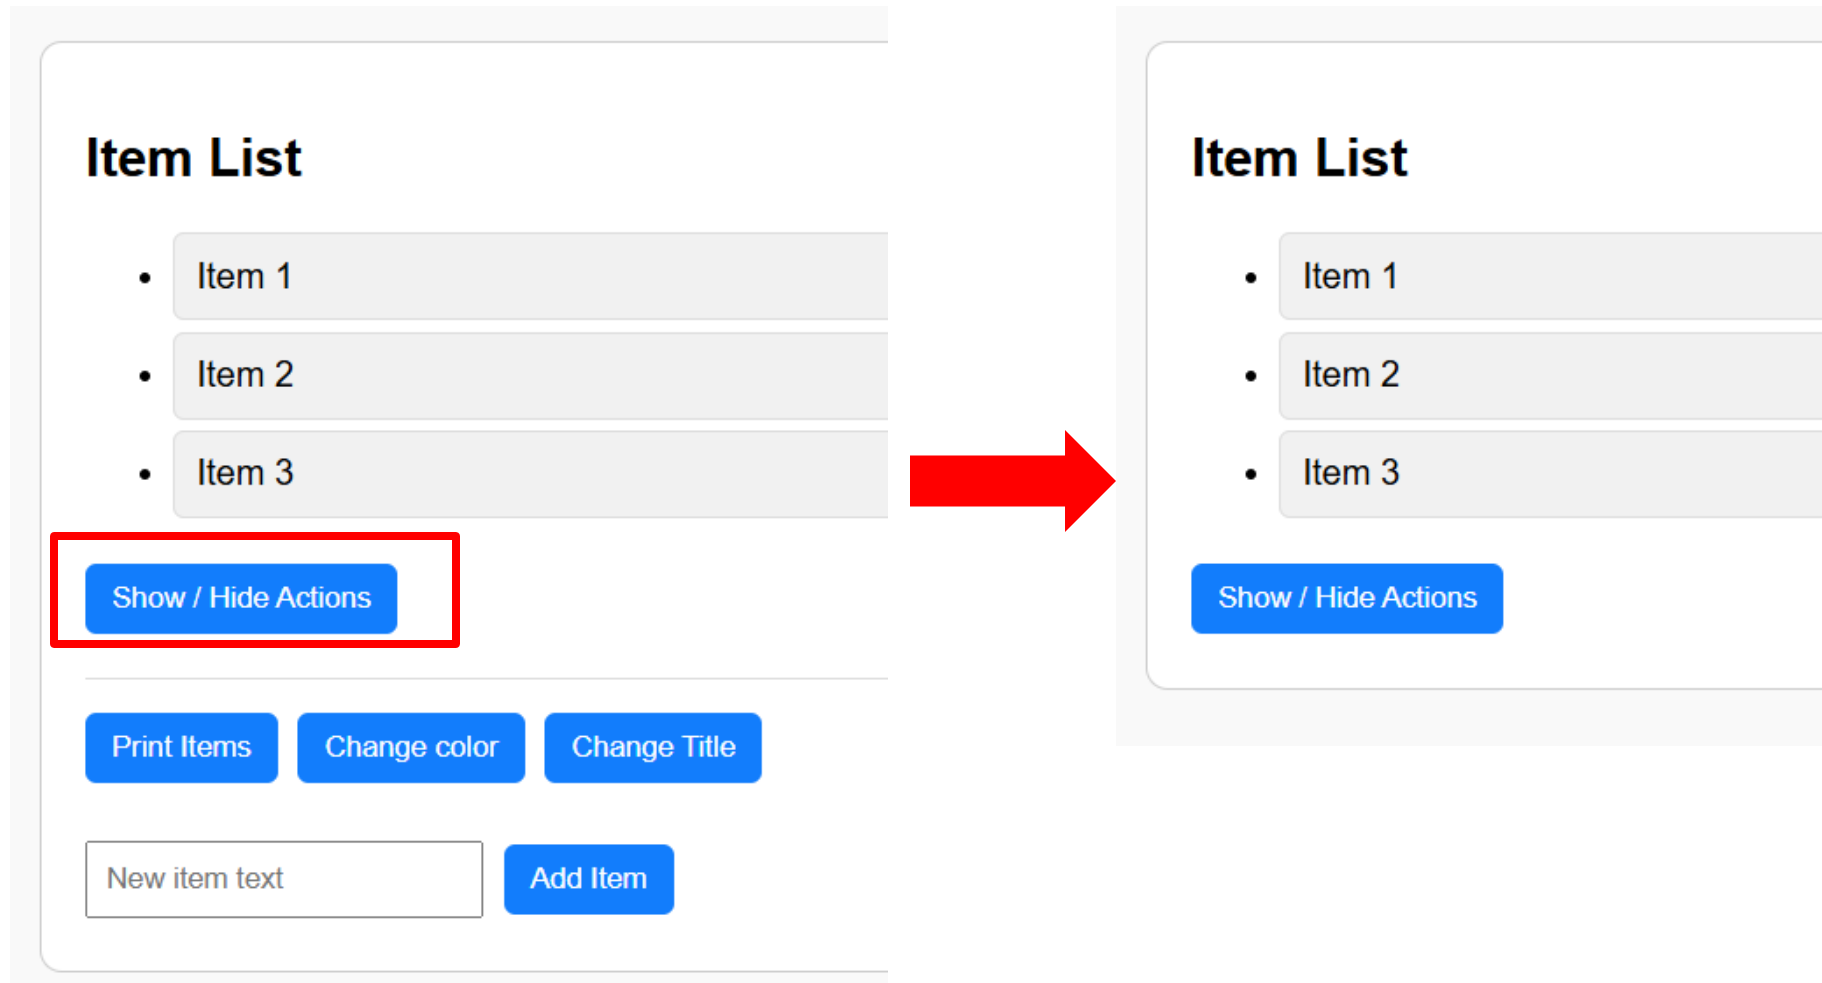 Item List
Item 1
Item 2
Item 3
Show / Hide Actions
Print Items Change color Change Title
New item text Add Item
Item List
Item 1
Item 2
Item 3
Show / Hide Actions